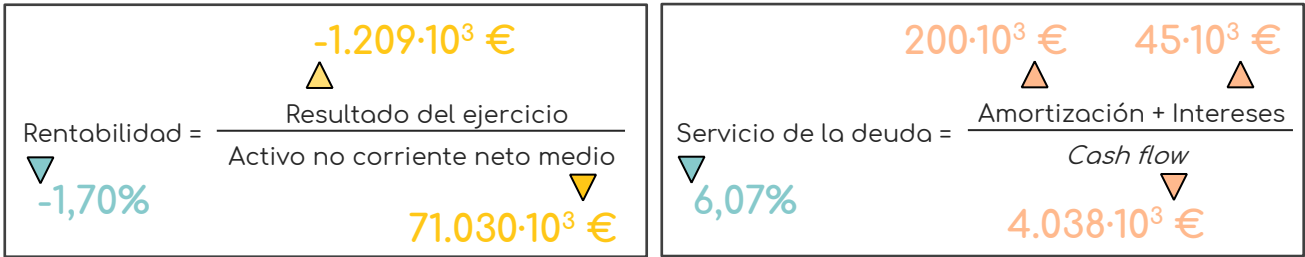 -1.209·10³ €
Resultado del ejercicio
Rentabilidad =
Activo no corriente neto medio
-1,70%
71.030·10³ €
200·10³ € 45·10³ €
Amortización + Intereses
Servicio de la deuda =
Cash flow
6,07%
4.038·10³ €